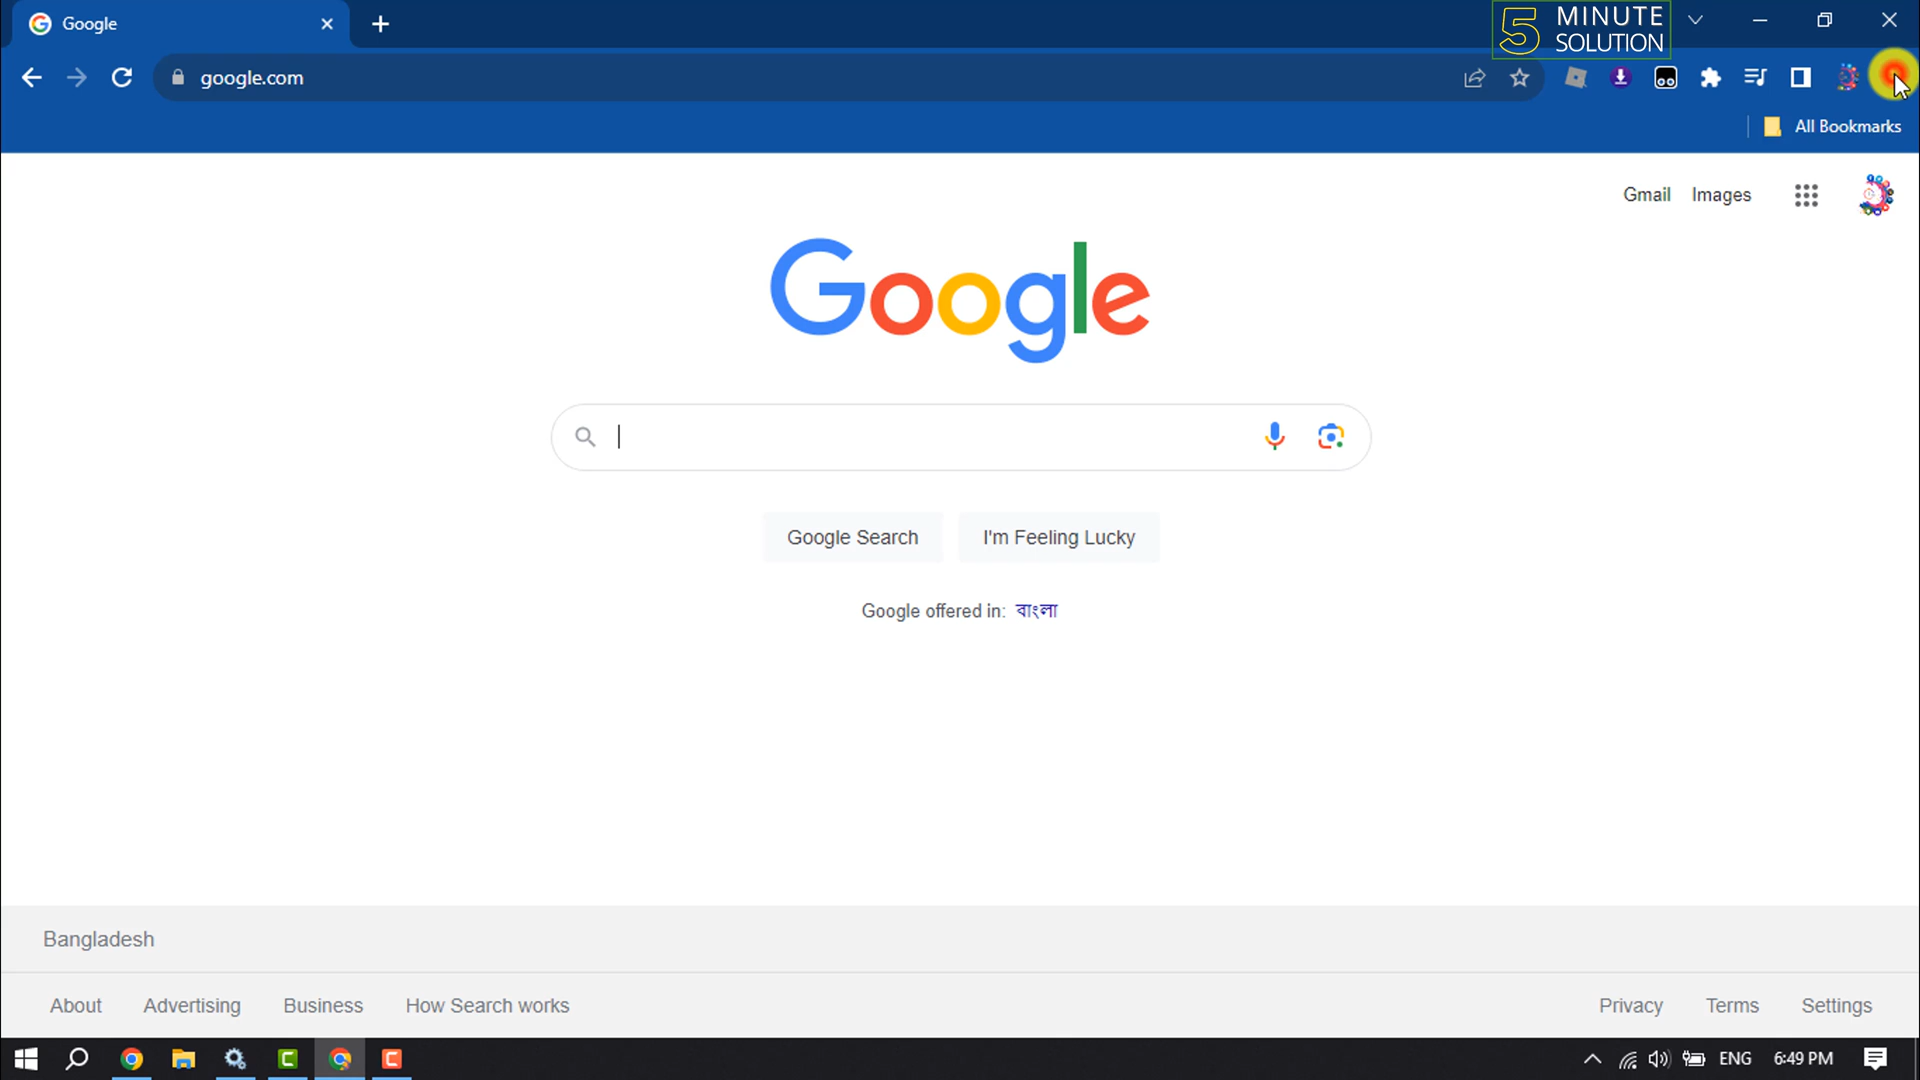 Google
5 MINUTE
SOLUTION
google.com
All Bookmarks
Gmail Images
Google
Google Search I'm Feeling Lucky
Google offered in: বাংলা
Bangladesh
About Advertising Business How Search works Privacy Terms Settings
ENG 6:49 PM